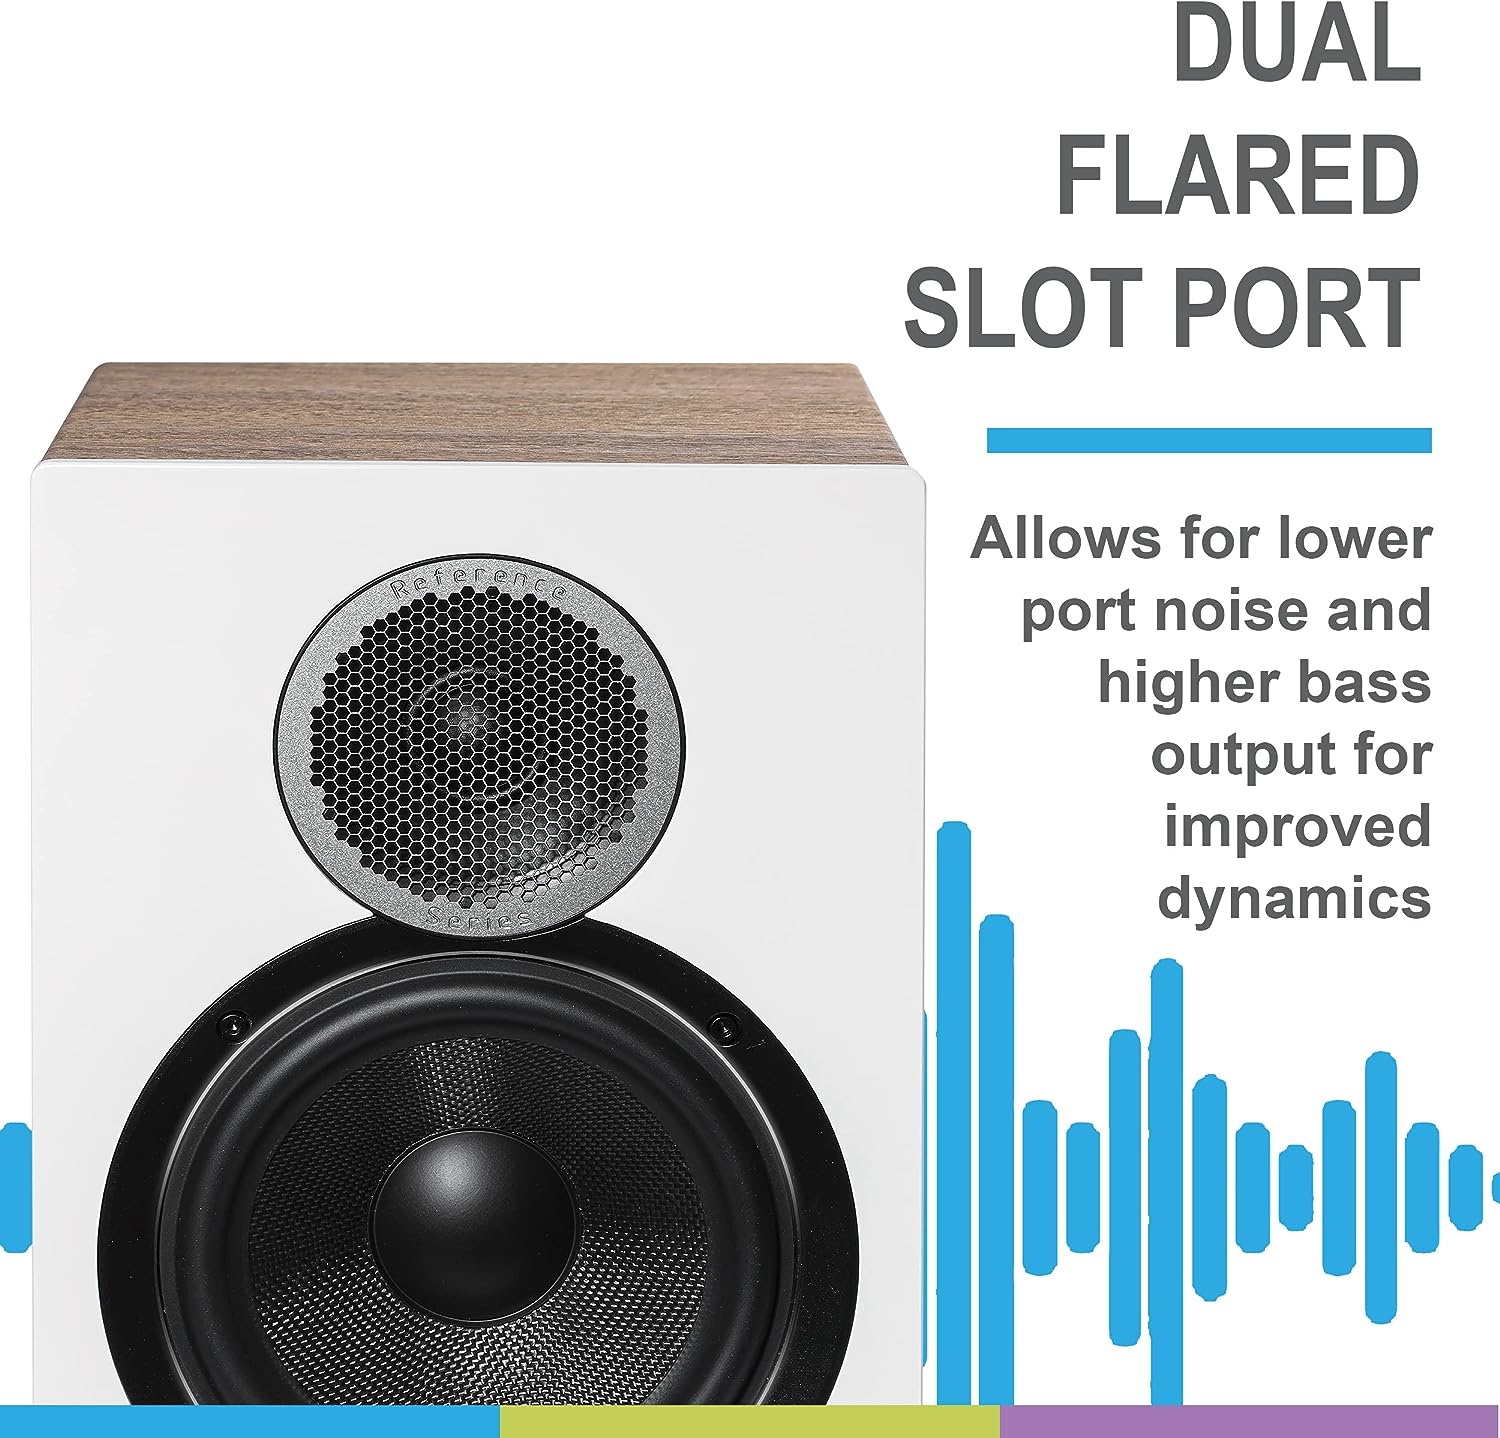 DUAL
FLARED
SLOT PORT
Allows for lower
port noise and
higher bass
output for
improved
dynamics
Reference
Series